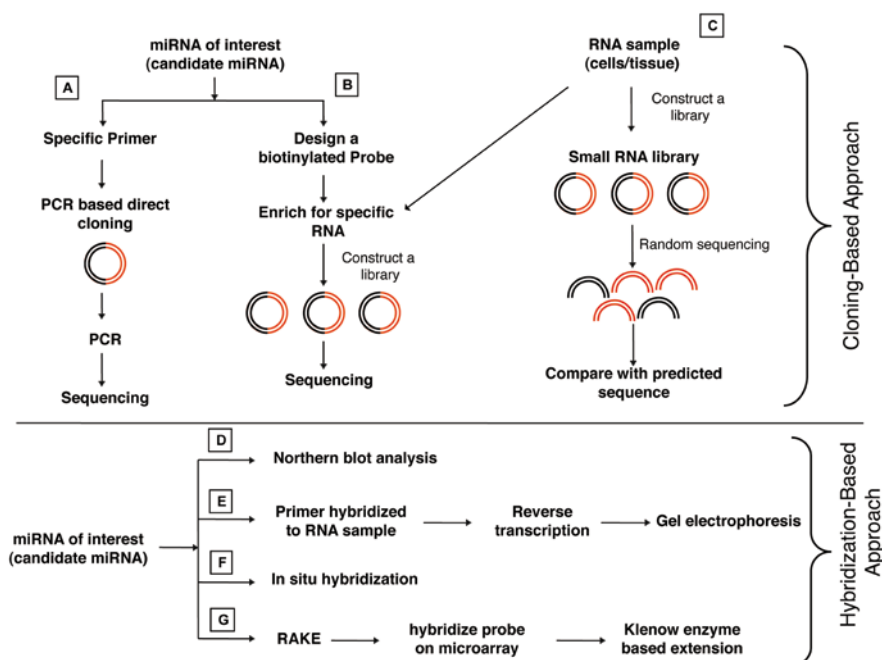 miRNA of interest
(candidate miRNA)
A
B
Specific Primer
PCR based direct
cloning
PCR
Sequencing
Design a
biotinylated Probe
Enrich for specific
RNA
Construct a
library
Sequencing
C
RNA sample
(cells/tissue)
Construct a
library
Small RNA library
Random sequencing
Compare with predicted
sequence
Cloning-Based Approach
miRNA of interest
(candidate miRNA)
D
Northern blot analysis
E
Primer hybridized
to RNA sample
Reverse
transcription
Gel electrophoresis
F
In situ hybridization
G
RAKE
hybridize probe
on microarray
Klenow enzyme
based extension
Hybridization-Based
Approach